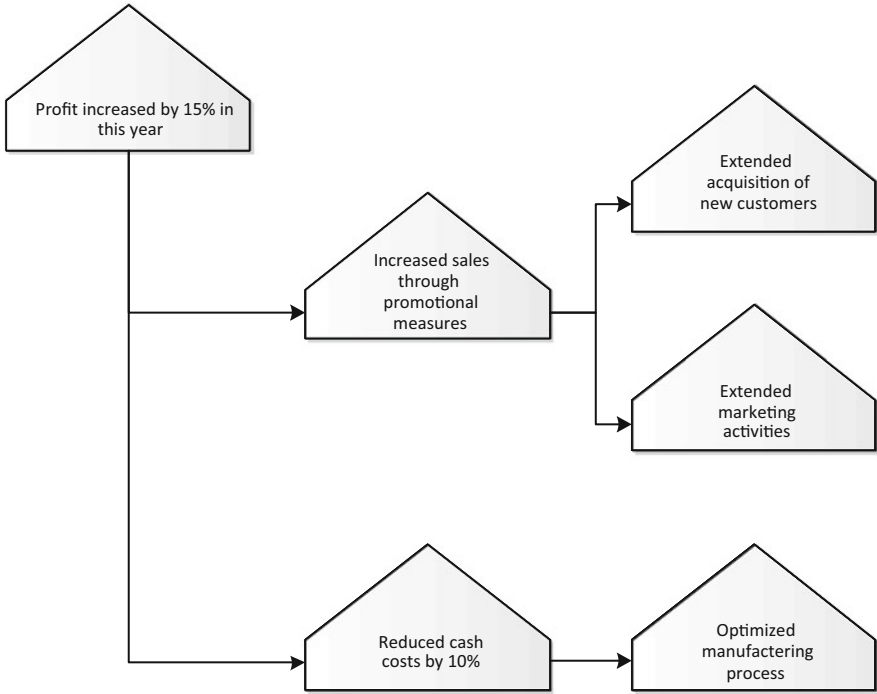 Profit increased by 15% in
this year
Increased sales
through
promotional
measures
Extended
acquisition of
new customers
Extended
marketing
activities
Reduced cash
costs by 10%
Optimized
manufactering
process